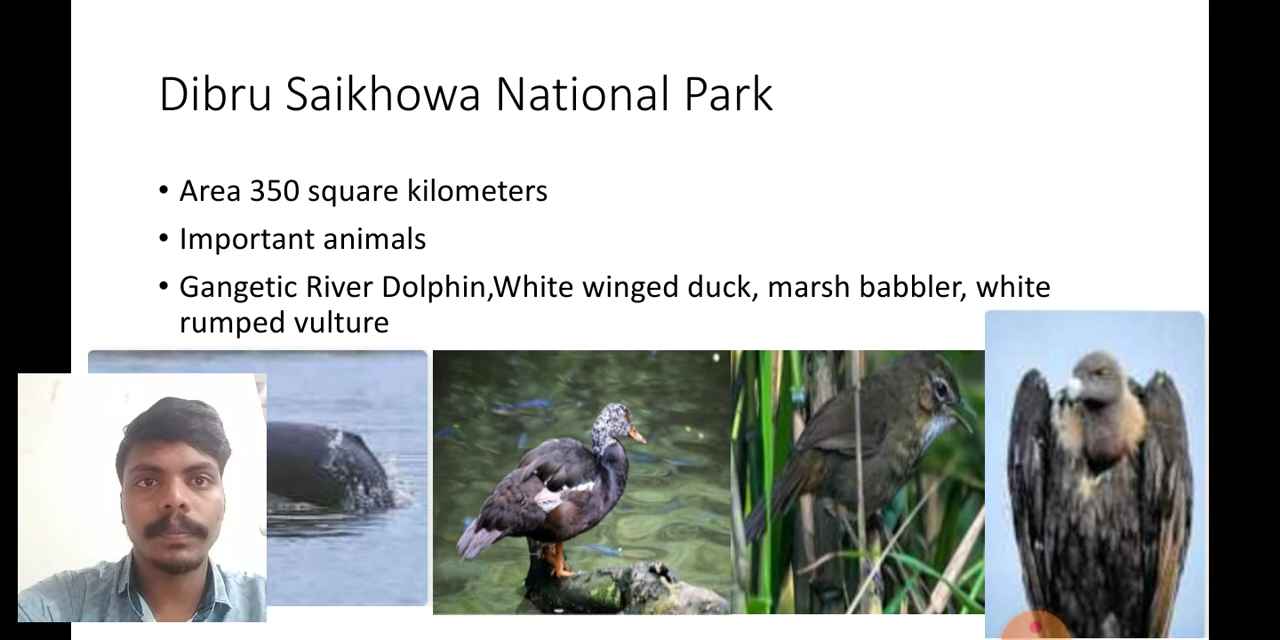 Dibru Saikhowa National Park
• Area 350 square kilometers
• Important animals
• Gangetic River Dolphin,White winged duck, marsh babbler, white
rumped vulture